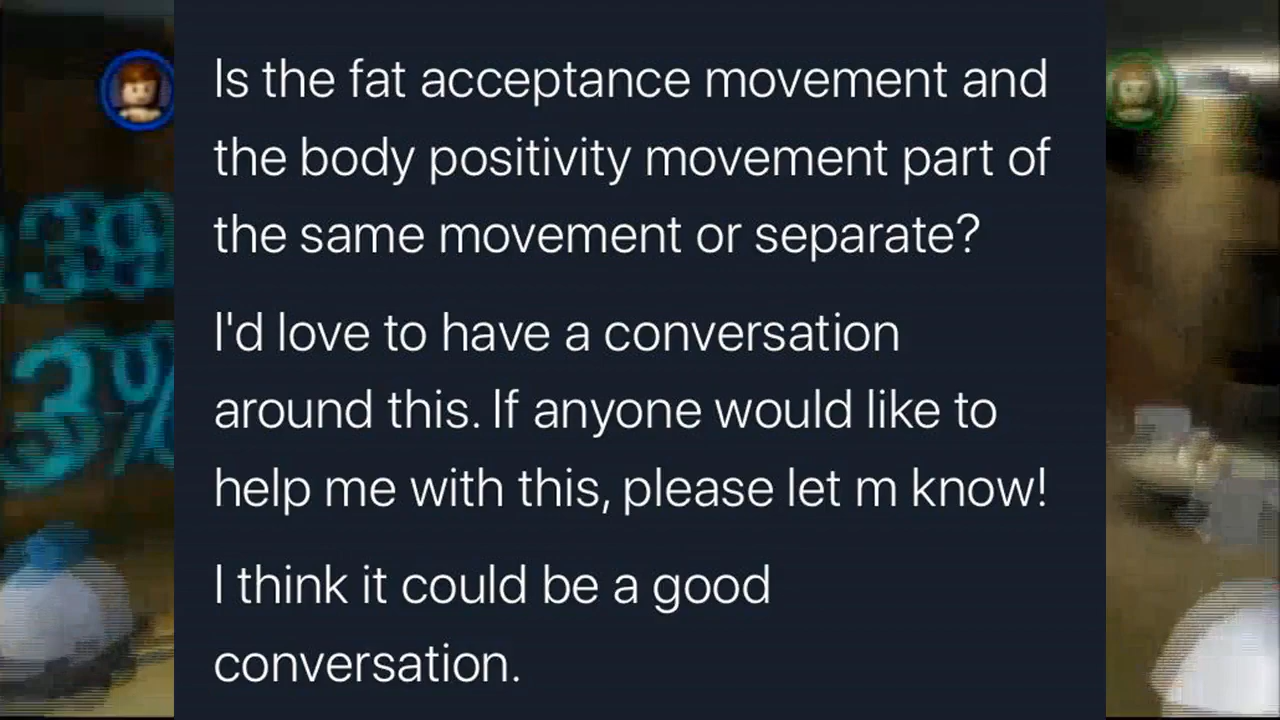 Is the fat acceptance movement and
the body positivity movement part of
the same movement or separate?
I'd love to have a conversation
around this. If anyone would like to
help me with this, please let m know!
I think it could be a good
conversation.
3%